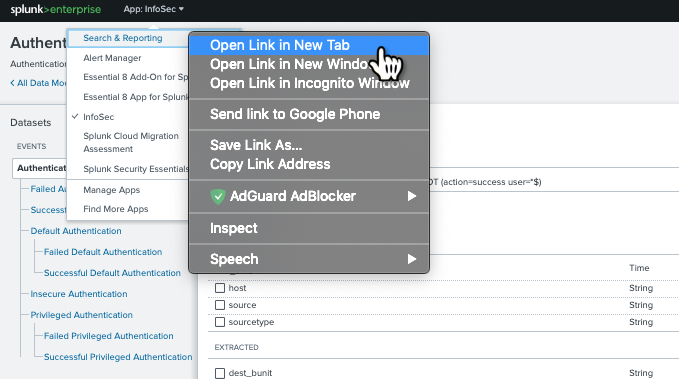 splunk>enterprise App: InfoSec
Authent
Authentication
< All Data Mod
Search & Reporting
Alert Manager
Essential 8 Add-On for Sp
Essential 8 App for Splunk
InfoSec
Splunk Cloud Migration
Assessment
Splunk Security Essentials
Manage Apps
Find More Apps
Open Link in New Tab
Open Link in New Windo
Open Link in Incognito Window
Send link to Google Phone
Save Link As...
Copy Link Address
AdGuard AdBlocker
Inspect
Speech
Datasets
EVENTS
Authentica
Failed Au
Successf
Default Authentication
Failed Default Authentication
Successful Default Authentication
Insecure Authentication
Privileged Authentication
Failed Privileged Authentication
Successful Privileged Authentication
OT (action=success user="$)
Time
host String
source String
sourcetype String
EXTRACTED
dest_bunit String